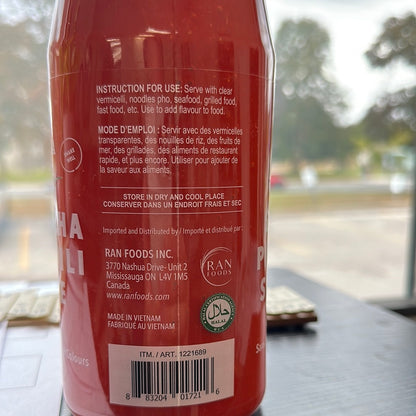 INSTRUCTION FOR USE: Serve with clear
vermicelli, noodles pho, seafood, grilled food,
fast food, etc. Use to add flavour to food.
MODE D'EMPLOI : Servir avec des vermicelles
transparentes, des nouilles de riz, des fruits de
mer, des grillades, des aliments de restaurant
rapide, et plus encore. Utiliser pour ajouter de
la saveur aux aliments.
STORE IN DRY AND COOL PLACE
CONSERVER DANS UN ENDROIT FRAIS ET SEC
Imported and Distributed by / Importé et distribué par :
RAN FOODS INC.
3770 Nashua Drive- Unit 2
Mississauga ON L4V 1M5
Canada
www.ranfoods.com
RAN
FOODS
حلال
HALAL
MADE IN VIETNAM
FABRIQUÉ AU VIETNAM
ITM. / ART. 1221689
8 83204 01721 6
HA
ILI
E
Colours
P
S